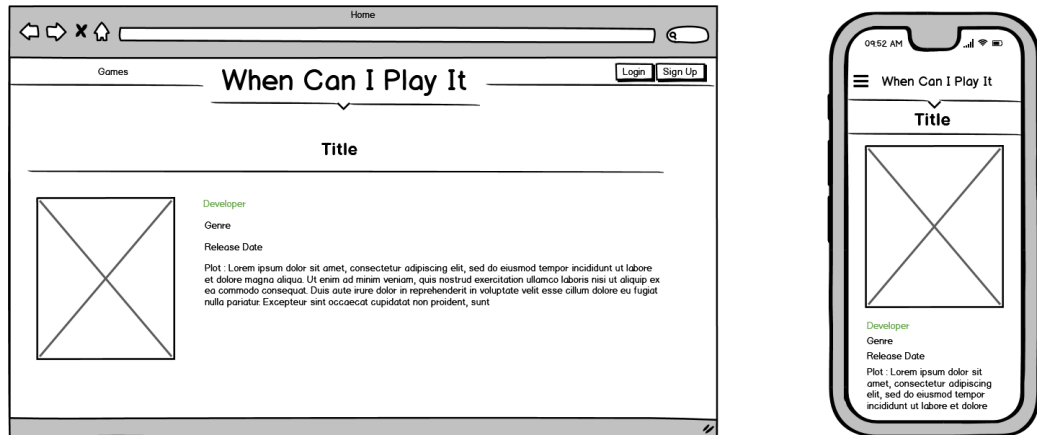 Home
Games
When Can I Play It
Login
Sign Up
Title
Developer
Genre
Release Date
Plot : Lorem ipsum dolor sit amet, consectetur adipiscing elit, sed do eiusmod tempor incididunt ut labore
et dolore magna aliqua. Ut enim ad minim veniam, quis nostrud exercitation ullamco laboris nisi ut aliquip ex
ea commodo consequat. Duis aute irure dolor in reprehenderit in voluptate velit esse cillum dolore eu fugiat
nulla pariatur. Excepteur sint occaecat cupidatat non proident, sunt
09:52 AM
When Can I Play It
Title
Developer
Genre
Release Date
Plot : Lorem ipsum dolor sit
amet, consectetur adipiscing
elit, sed do eiusmod tempor
incididunt ut labore et dolore